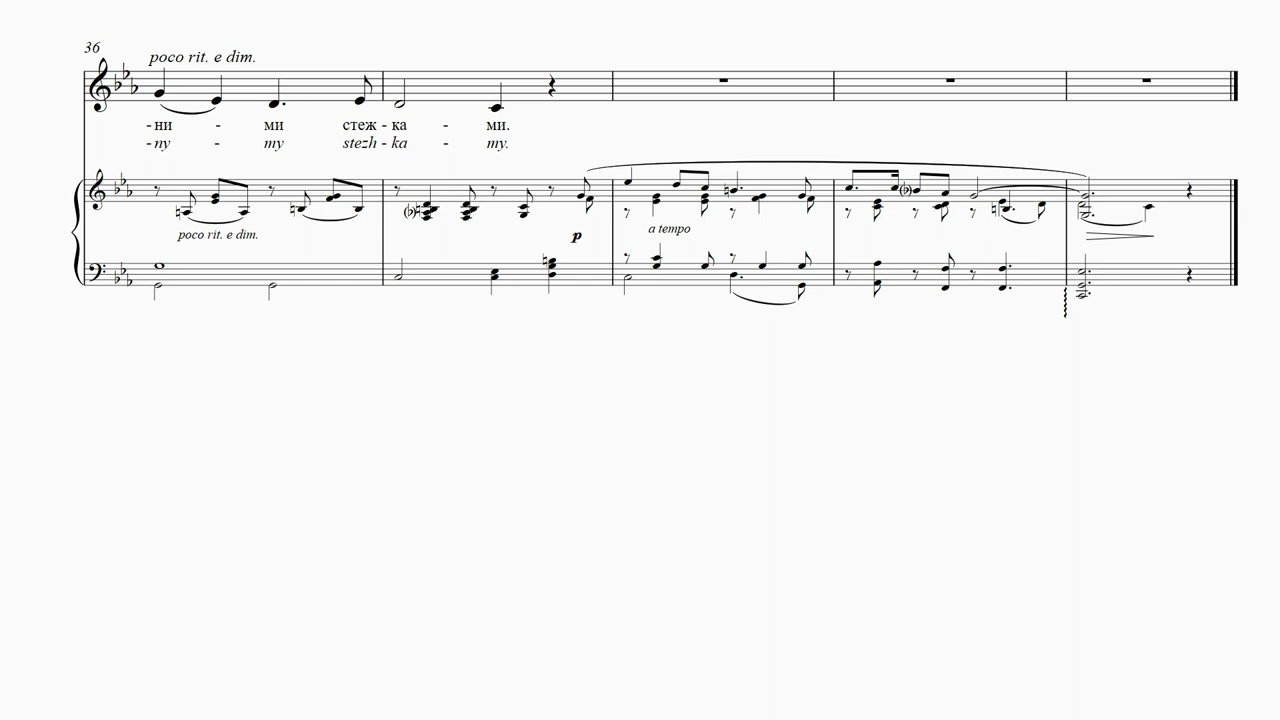 36
poco rit. e dim.
- ни - ми стеж - ка - ми.
- ny - my stezh - ka - my.
poco rit. e dim.
p
a tempo